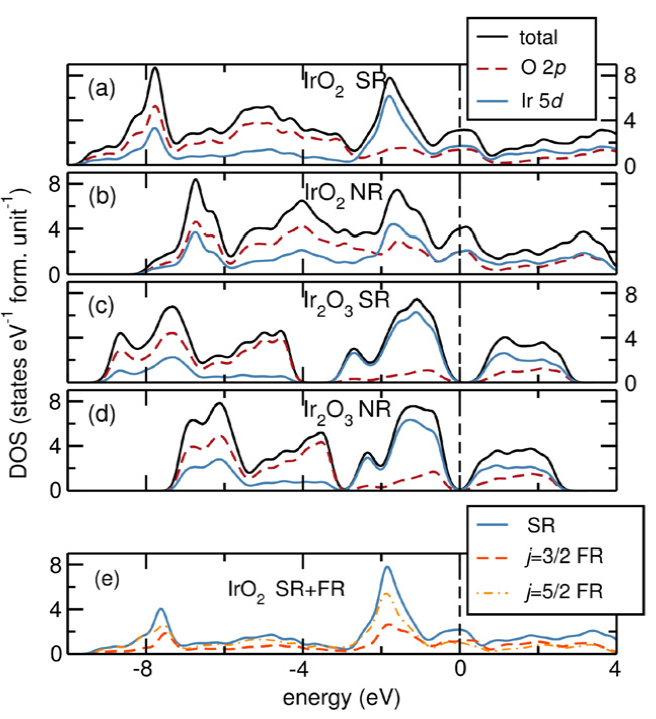 total
O 2p
Ir 5d
(a) IrO₂ SR
8
4
0
(b) IrO₂ NR
8
4
0
(c) Ir₂O₃ SR
8
4
0
(d) Ir₂O₃ NR
8
4
0
DOS (states eV⁻¹ form. unit⁻¹)
SR
j=3/2 FR
j=5/2 FR
(e) IrO₂ SR+FR
8
4
0
-8 -4 0 4
energy (eV)